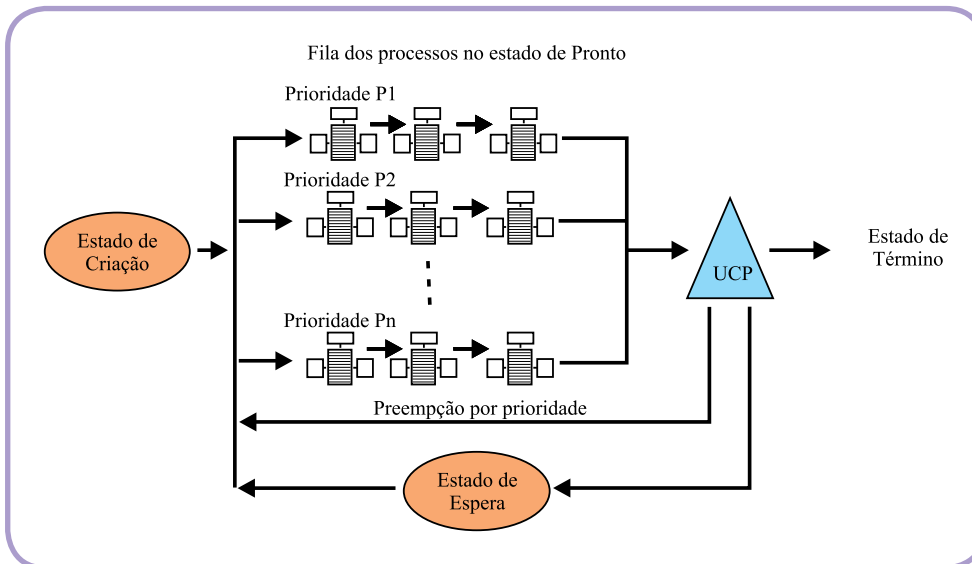 Fila dos processos no estado de Pronto
Prioridade P1
Prioridade P2
Estado de
Criação
UCP
Estado de
Término
Prioridade Pn
Preempção por prioridade
Estado de
Espera